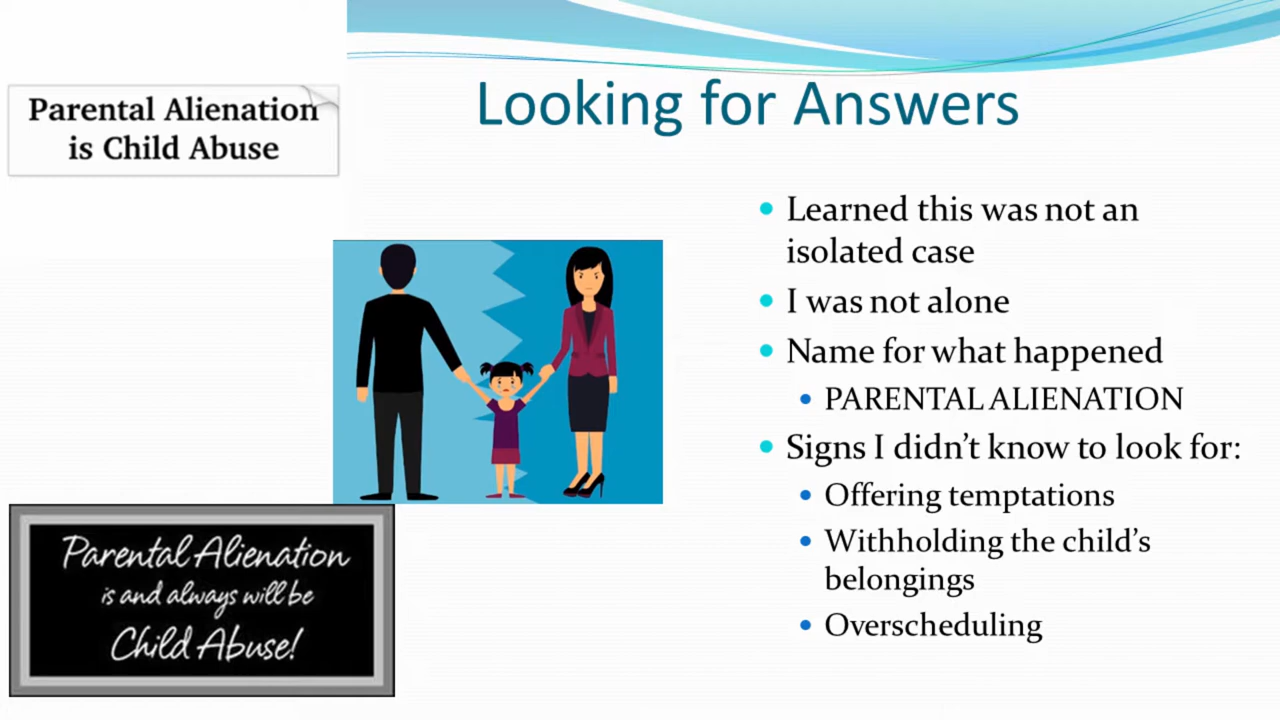 Parental Alienation
is Child Abuse
Looking for Answers
Learned this was not an
isolated case
I was not alone
Name for what happened
PARENTAL ALIENATION
Signs I didn't know to look for:
Offering temptations
Withholding the child's
belongings
Overscheduling
Parental Alienation
is and always will be
Child Abuse!